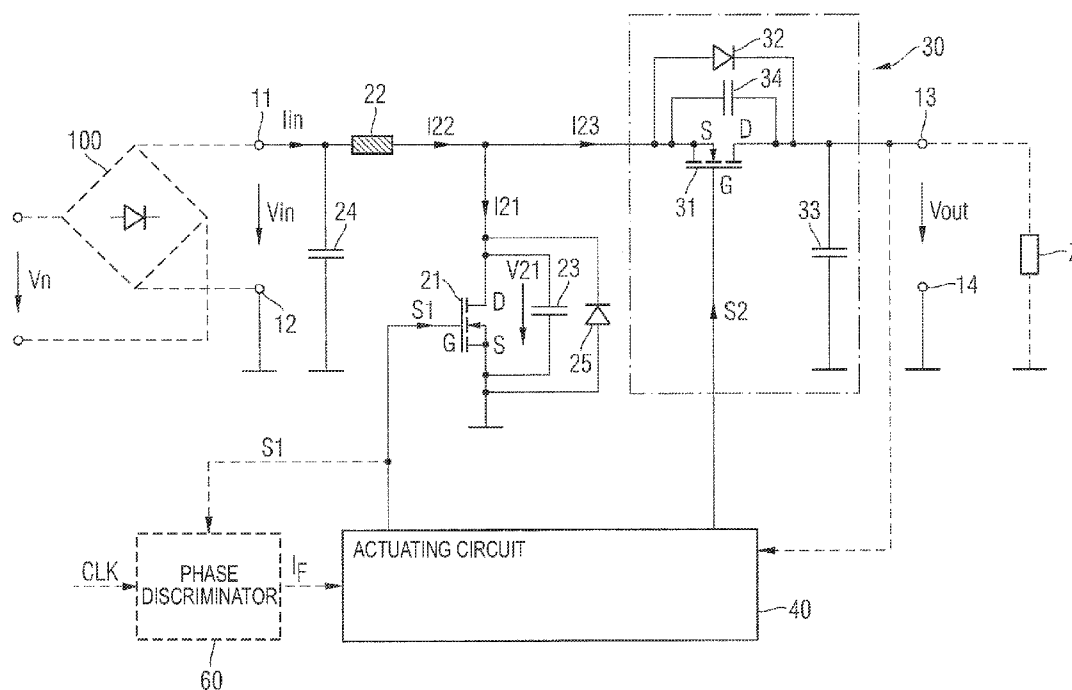 32
30
34
11
22
13
100
Iin
I22
I23
S
D
G
31
I21
Vin
24
Vn
33
Vout
V21
23
21
D
S1
G
S
25
S2
14
12
S1
ACTUATING CIRCUIT
CLK
PHASE
DISCRIMINATOR
IF
40
60